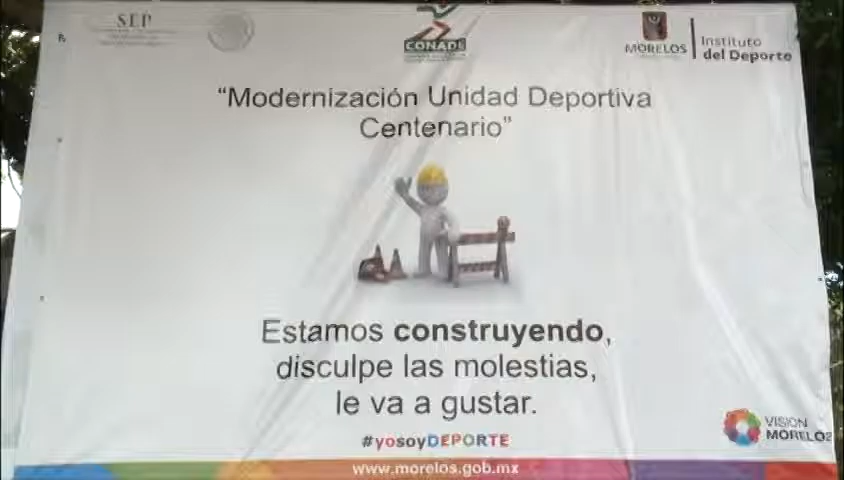 SEP
CONADE
MORELOS
Instituto
del Deporte
“Modernización Unidad Deportiva
Centenario”
Estamos construyendo,
disculpe las molestias,
le va a gustar.
#yosoyDEPORTE
VISION
MORELOS
www.morelos.gob.mx